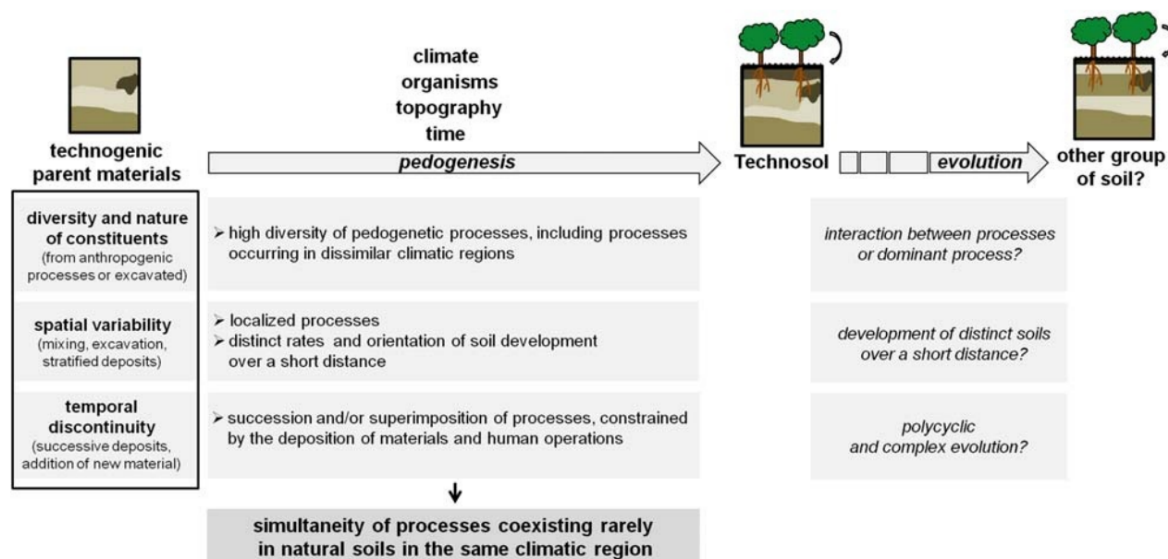 climate
organisms
topography
time
technogenic
parent materials
pedogenesis
Technosol
evolution
other group
of soil?
diversity and nature
of constituents
(from anthropogenic
processes or excavated)
➢ high diversity of pedogenetic processes, including processes
occurring in dissimilar climatic regions
interaction between processes
or dominant process?
spatial variability
(mixing, excavation,
stratified deposits)
➢ localized processes
➢ distinct rates and orientation of soil development
over a short distance
development of distinct soils
over a short distance?
temporal
discontinuity
(successive deposits,
addition of new material)
➢ succession and/or superimposition of processes, constrained
by the deposition of materials and human operations
polycyclic
and complex evolution?
simultaneity of processes coexisting rarely
in natural soils in the same climatic region